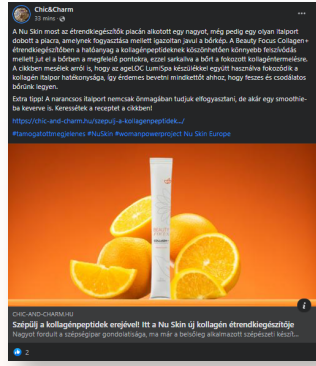 Chic&Charm
33 mins ·
A Nu Skin most az étrendkiegészítők piacán alkotott egy nagyot, még pedig egy olyan italport
dobott a piacra, amelynek fogyasztása mellett igazoltan javul a bőrkép. A Beauty Focus Collagen+
étrendkiegészítőben a hatóanyag a kollagénpeptideknek köszönhetően könnyebb felszívódás
mellett jut el a bőrben a megfelelő pontokra, ezzel sarkallva a bőrt a fokozott kollagéntermelésre.
A cikkben mesélek arról is, hogy az ageLOC LumiSpa készülékkel együtt használva fokozódik a
kollagén italpor hatékonysága, így érdemes bevetni mindkettőt ahhoz, hogy feszes és csodálatos
bőrünk legyen.
Extra tipp! A narancsos italport nemcsak önmagában tudjuk elfogyasztani, de akár egy smoothie-
ba keverve is. Keressétek a receptet a cikkben!
https://chic-and-charm.hu/szepulj-a-kollagenpeptidek.../
#tamogatottmegjelenes #NuSkin #womanpowerproject Nu Skin Europe
BEAUTY
FOCUS
COLLAGEN+
CHIC-AND-CHARM.HU
Szépülj a kollagénpeptidek erejével! Itt a Nu Skin új kollagén étrendkiegészítője
Nagyot fordult a szépségipar gondolatisága, ma már a belsőleg alkalmazott szépészeti készít...
2